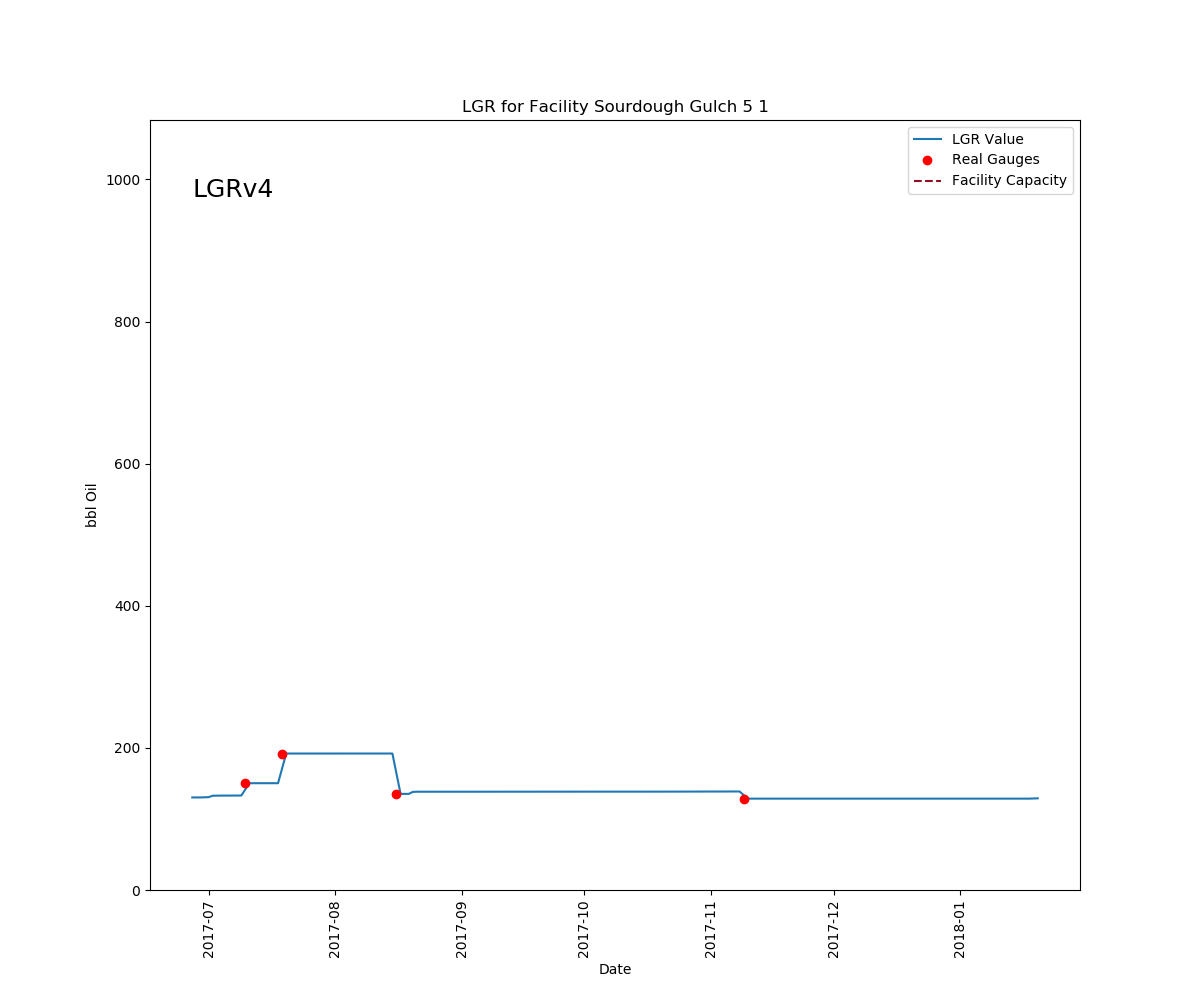 LGR for Facility Sourdough Gulch 5 1
LGRv4
LGR Value
Real Gauges
Facility Capacity
1000
800
600
400
200
0
bbl Oil
2017-07
2017-08
2017-09
2017-10
2017-11
2017-12
2018-01
Date